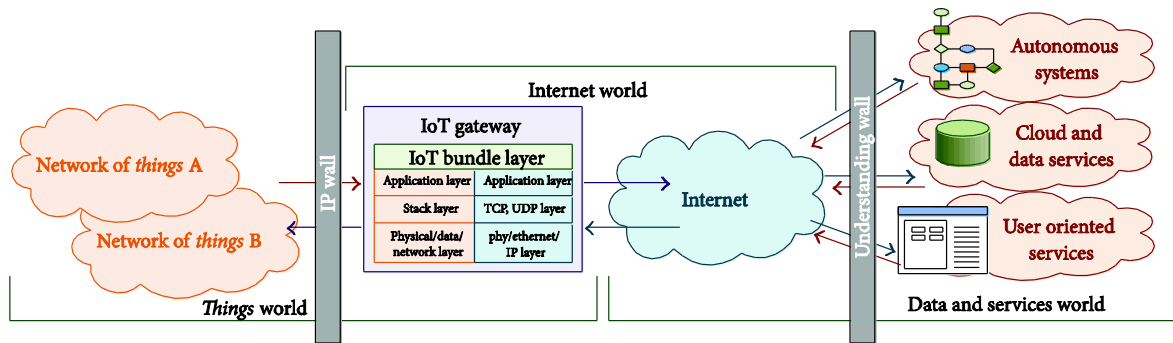 Network of things A
Network of things B
Things world
IP wall
Internet world
IoT gateway
IoT bundle layer
Application layer
Application layer
Stack layer
TCP, UDP layer
Physical/data/
network layer
phy/ethernet/
IP layer
Internet
Understanding wall
Autonomous
systems
Cloud and
data services
User oriented
services
Data and services world